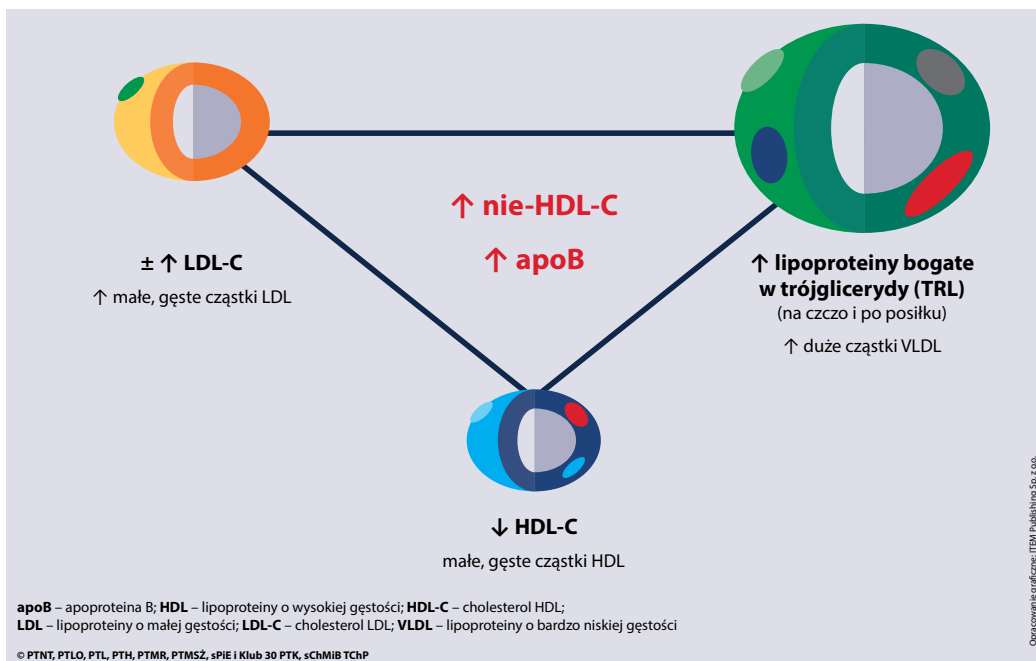 ↑ nie-HDL-C
↑ apoB
± ↑ LDL-C
↑ małe, gęste cząstki LDL
↑ lipoproteiny bogate
w trójglicerydy (TRL)
(na czczo i po posiłku)
↑ duże cząstki VLDL
↓ HDL-C
małe, gęste cząstki HDL
apoB – apoproteina B; HDL – lipoproteiny o wysokiej gęstości; HDL-C – cholesterol HDL;
LDL – lipoproteiny o małej gęstości; LDL-C – cholesterol LDL; VLDL – lipoproteiny o bardzo niskiej gęstości
© PTNT, PTLO, PTL, PTH, PTMR, PTMSŻ, sPiE i Klub 30 PTK, sChMiB TChP
Opracowanie graficzne: ITEM Publishing Sp. z o.o.